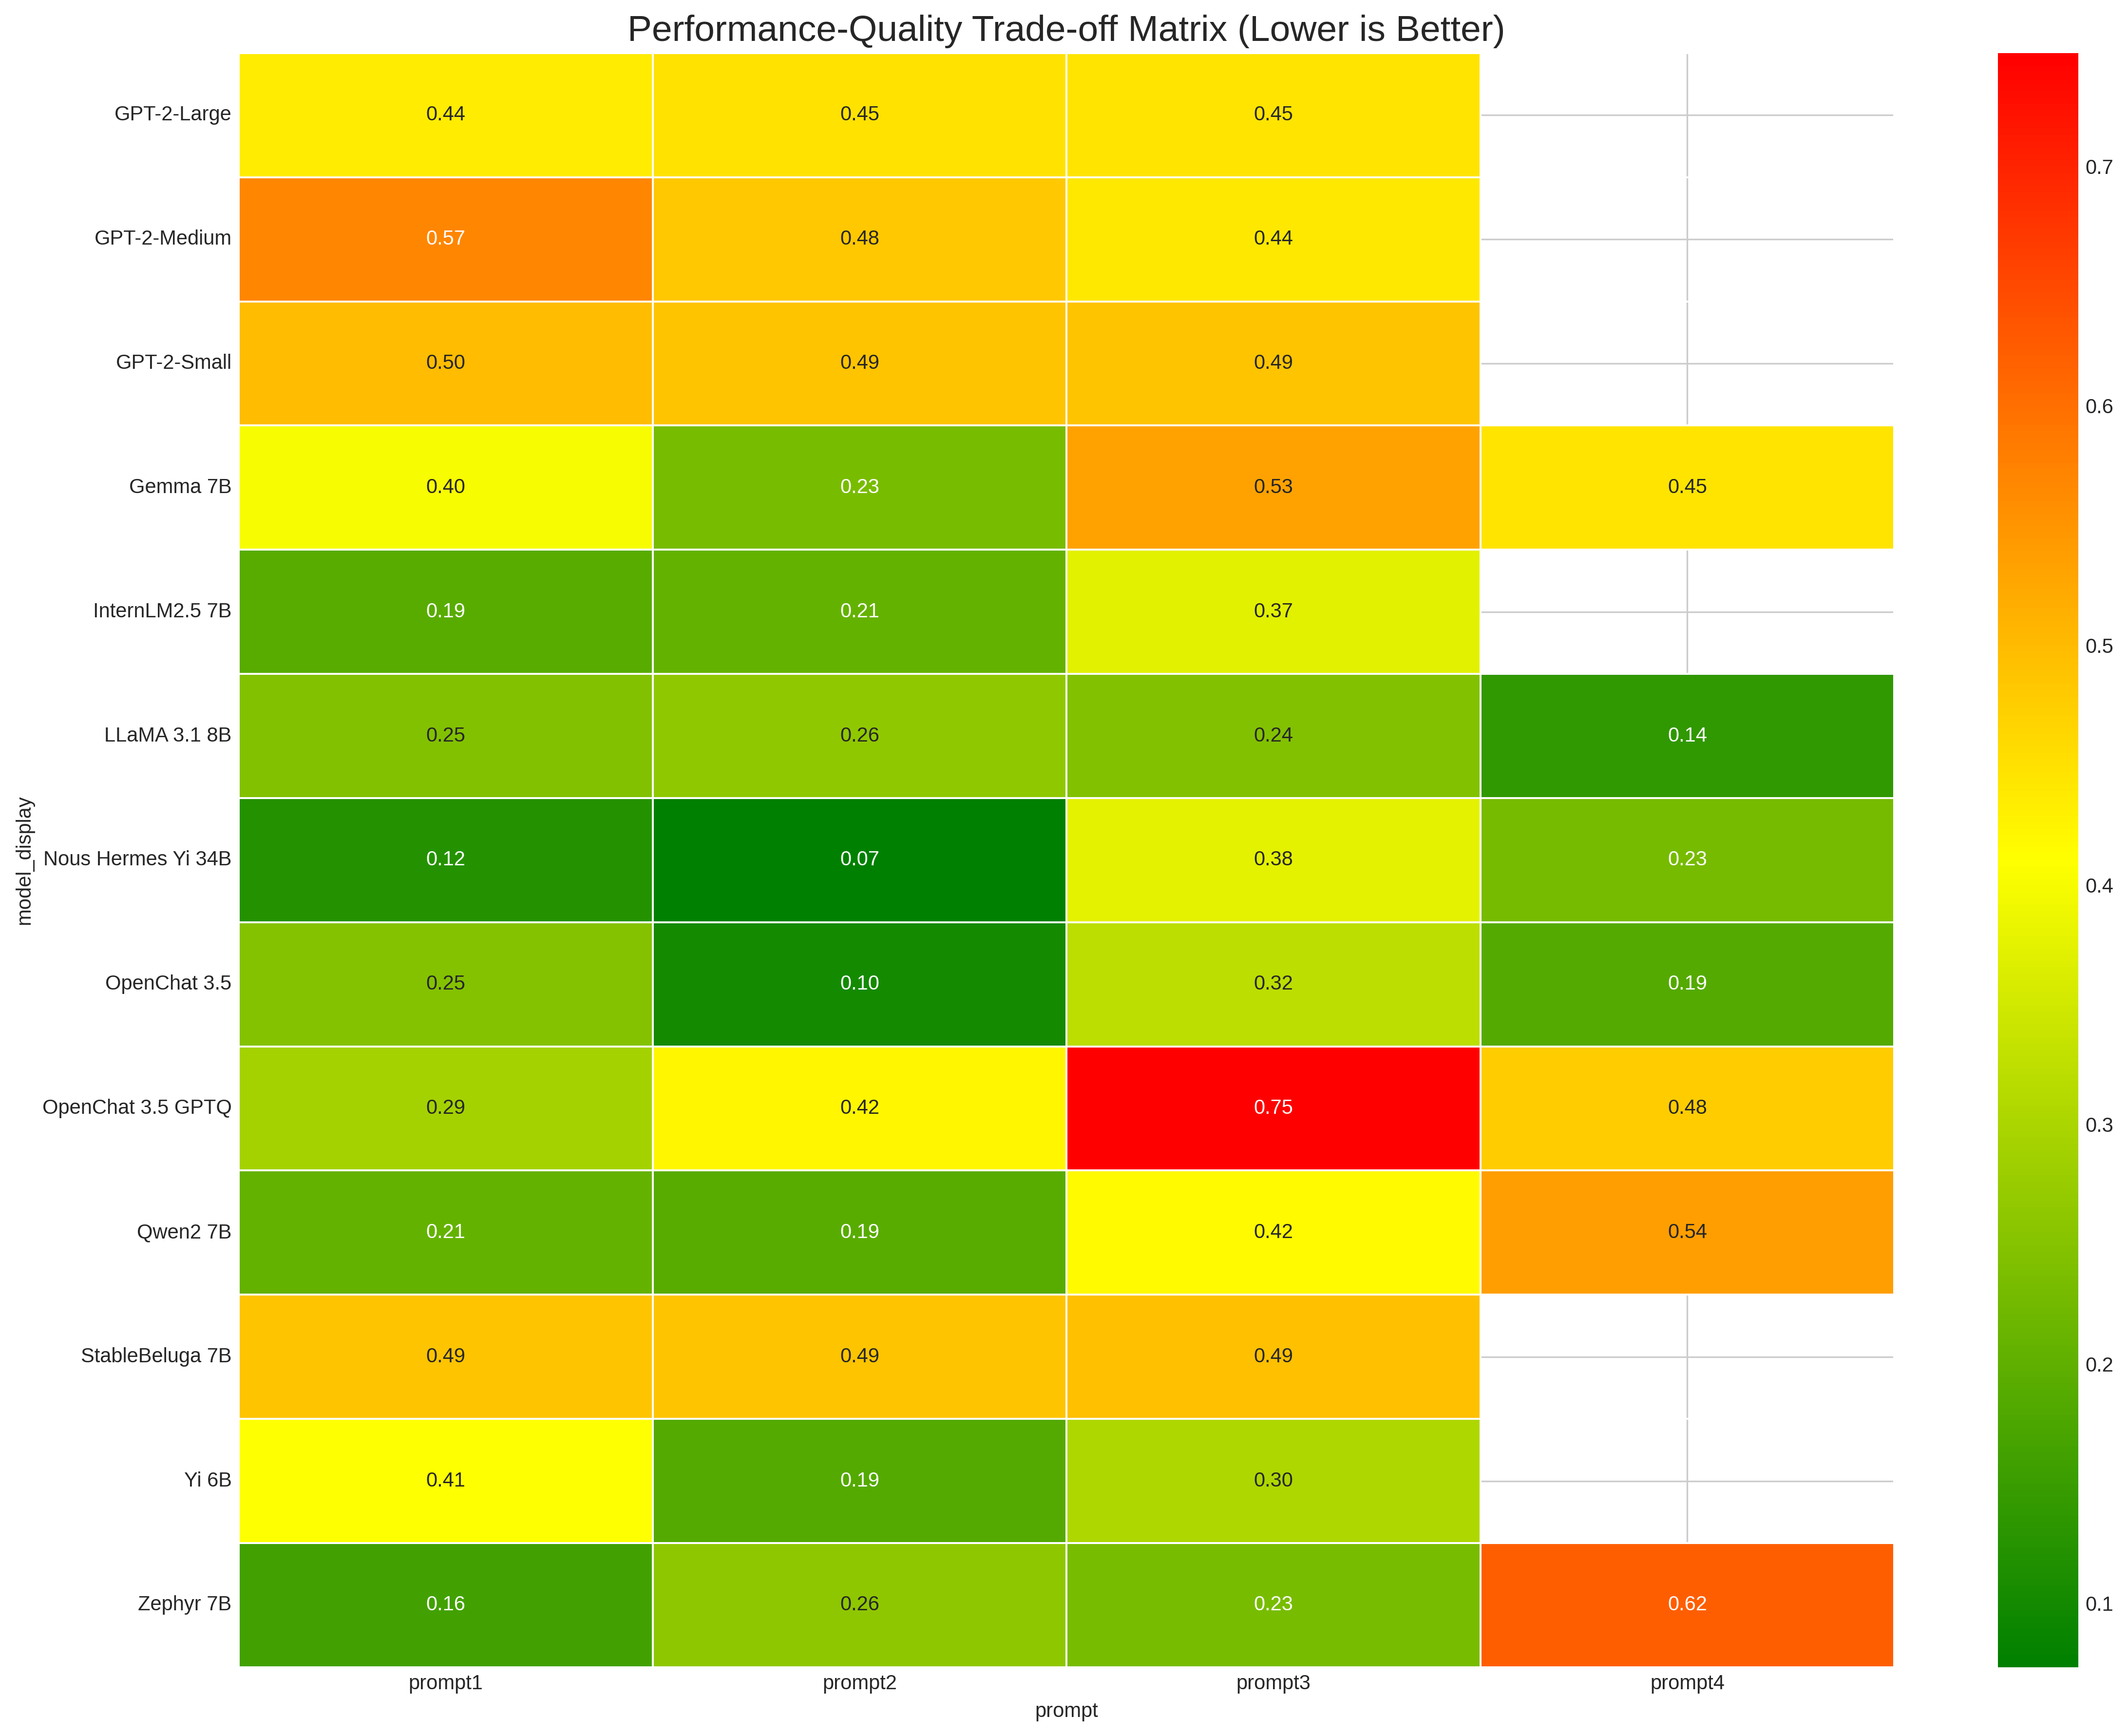 Performance-Quality Trade-off Matrix (Lower is Better)
GPT-2-Large 0.44 0.45 0.45
GPT-2-Medium 0.57 0.48 0.44
GPT-2-Small 0.50 0.49 0.49
Gemma 7B 0.40 0.23 0.53 0.45
InternLM2.5 7B 0.19 0.21 0.37
LLaMA 3.1 8B 0.25 0.26 0.24 0.14
Nous Hermes Yi 34B 0.12 0.07 0.38 0.23
OpenChat 3.5 0.25 0.10 0.32 0.19
OpenChat 3.5 GPTQ 0.29 0.42 0.75 0.48
Qwen2 7B 0.21 0.19 0.42 0.54
StableBeluga 7B 0.49 0.49 0.49
Yi 6B 0.41 0.19 0.30
Zephyr 7B 0.16 0.26 0.23 0.62
prompt1 prompt2 prompt3 prompt4
prompt
model_display
0.7
0.6
0.5
0.4
0.3
0.2
0.1